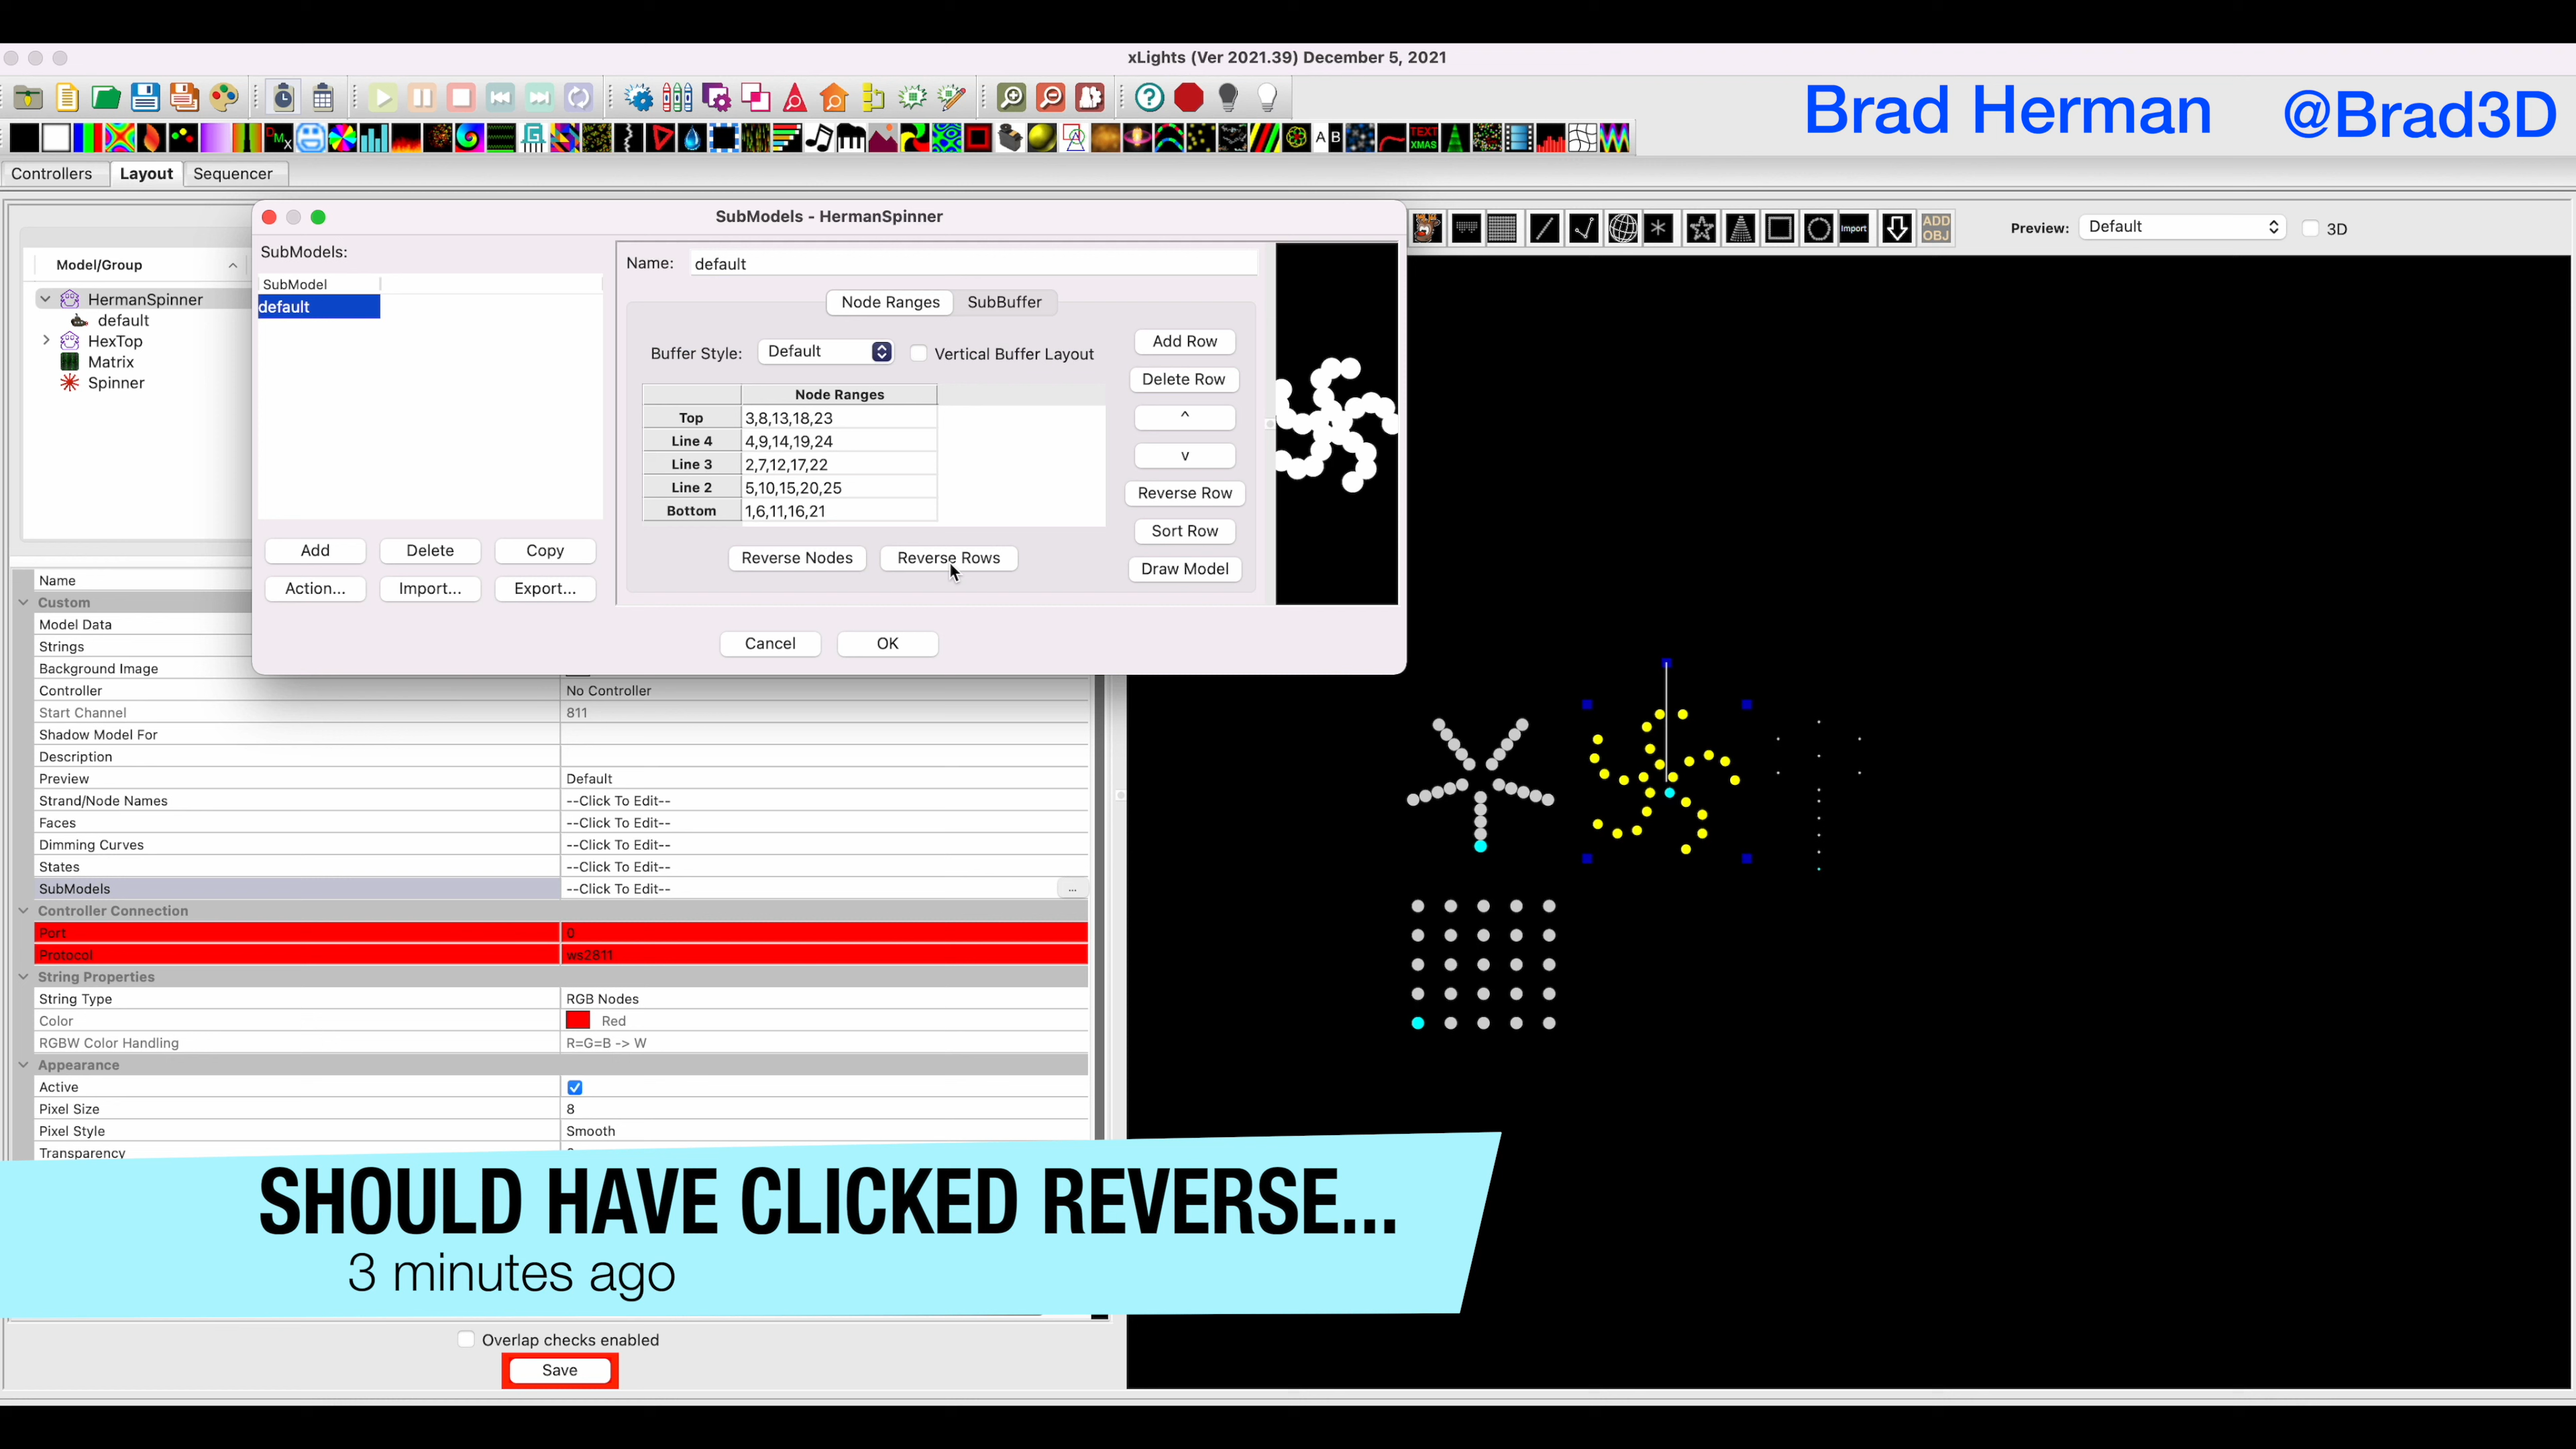 xLights (Ver 2021.39) December 5, 2021
Brad Herman @Brad3D
DMX
A B
TEXT XMAS
Controllers Layout Sequencer
SubModels - HermanSpinner
Import
ADD OBJ
Preview: Default 3D
SubModels:
Name: default
Model/Group
SubModel
HermanSpinner
default
default
HexTop
Matrix
Spinner
Node Ranges SubBuffer
Buffer Style: Default Vertical Buffer Layout
Node Ranges
Top 3,8,13,18,23
Line 4 4,9,14,19,24
Line 3 2,7,12,17,22
Line 2 5,10,15,20,25
Bottom 1,6,11,16,21
Add Row
Delete Row
^
v
Reverse Row
Sort Row
Draw Model
Reverse Nodes Reverse Rows
Add Delete Copy
Action... Import... Export...
Cancel OK
Name
Custom
Model Data
Strings
Background Image
Controller No Controller
Start Channel 811
Shadow Model For
Description
Preview Default
Strand/Node Names --Click To Edit--
Faces --Click To Edit--
Dimming Curves --Click To Edit--
States --Click To Edit--
SubModels --Click To Edit-- ...
Controller Connection
Port 0
Protocol ws2811
String Properties
String Type RGB Nodes
Color Red
RGBW Color Handling R=G=B -> W
Appearance
Active
Pixel Size 8
Pixel Style Smooth
Transparency
SHOULD HAVE CLICKED REVERSE...
3 minutes ago
Overlap checks enabled
Save